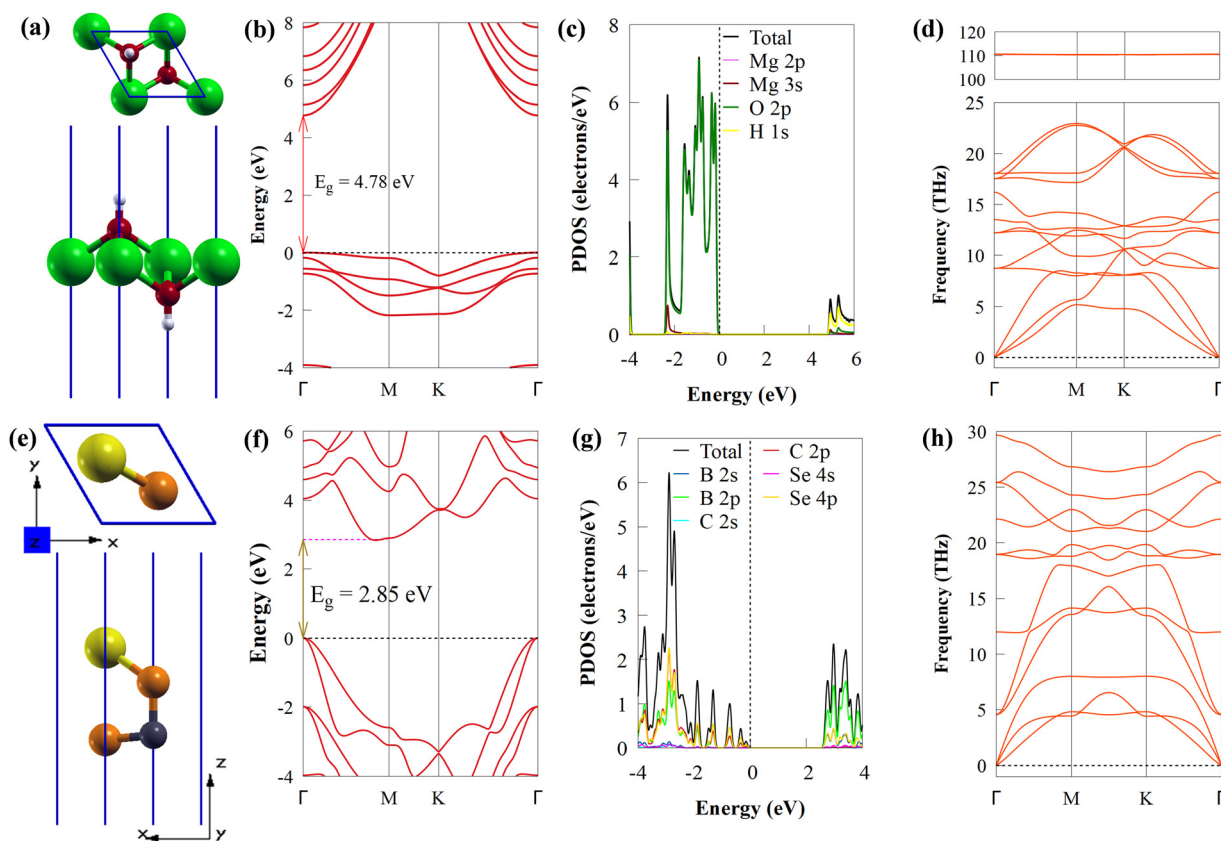 (a)
(b)
8
6
4
2
0
-2
-4
Energy (eV)
E_g = 4.78 eV
Γ
M
K
Γ
(c)
8
7
6
5
4
3
2
1
0
PDOS (electrons/eV)
Total
Mg 2p
Mg 3s
O 2p
H 1s
-4
-2
0
2
4
6
Energy (eV)
(d)
120
110
100
25
20
15
10
5
0
Frequency (THz)
Γ
M
K
Γ
(e)
Y
Z
X
Z
X
Y
(f)
6
4
2
0
-2
-4
Energy (eV)
E_g = 2.85 eV
Γ
M
K
Γ
(g)
7
6
5
4
3
2
1
0
PDOS (electrons/eV)
Total
B 2s
B 2p
C 2s
C 2p
Se 4s
Se 4p
-4
-2
0
2
4
Energy (eV)
(h)
30
25
20
15
10
5
0
Frequency (THz)
Γ
M
K
Γ